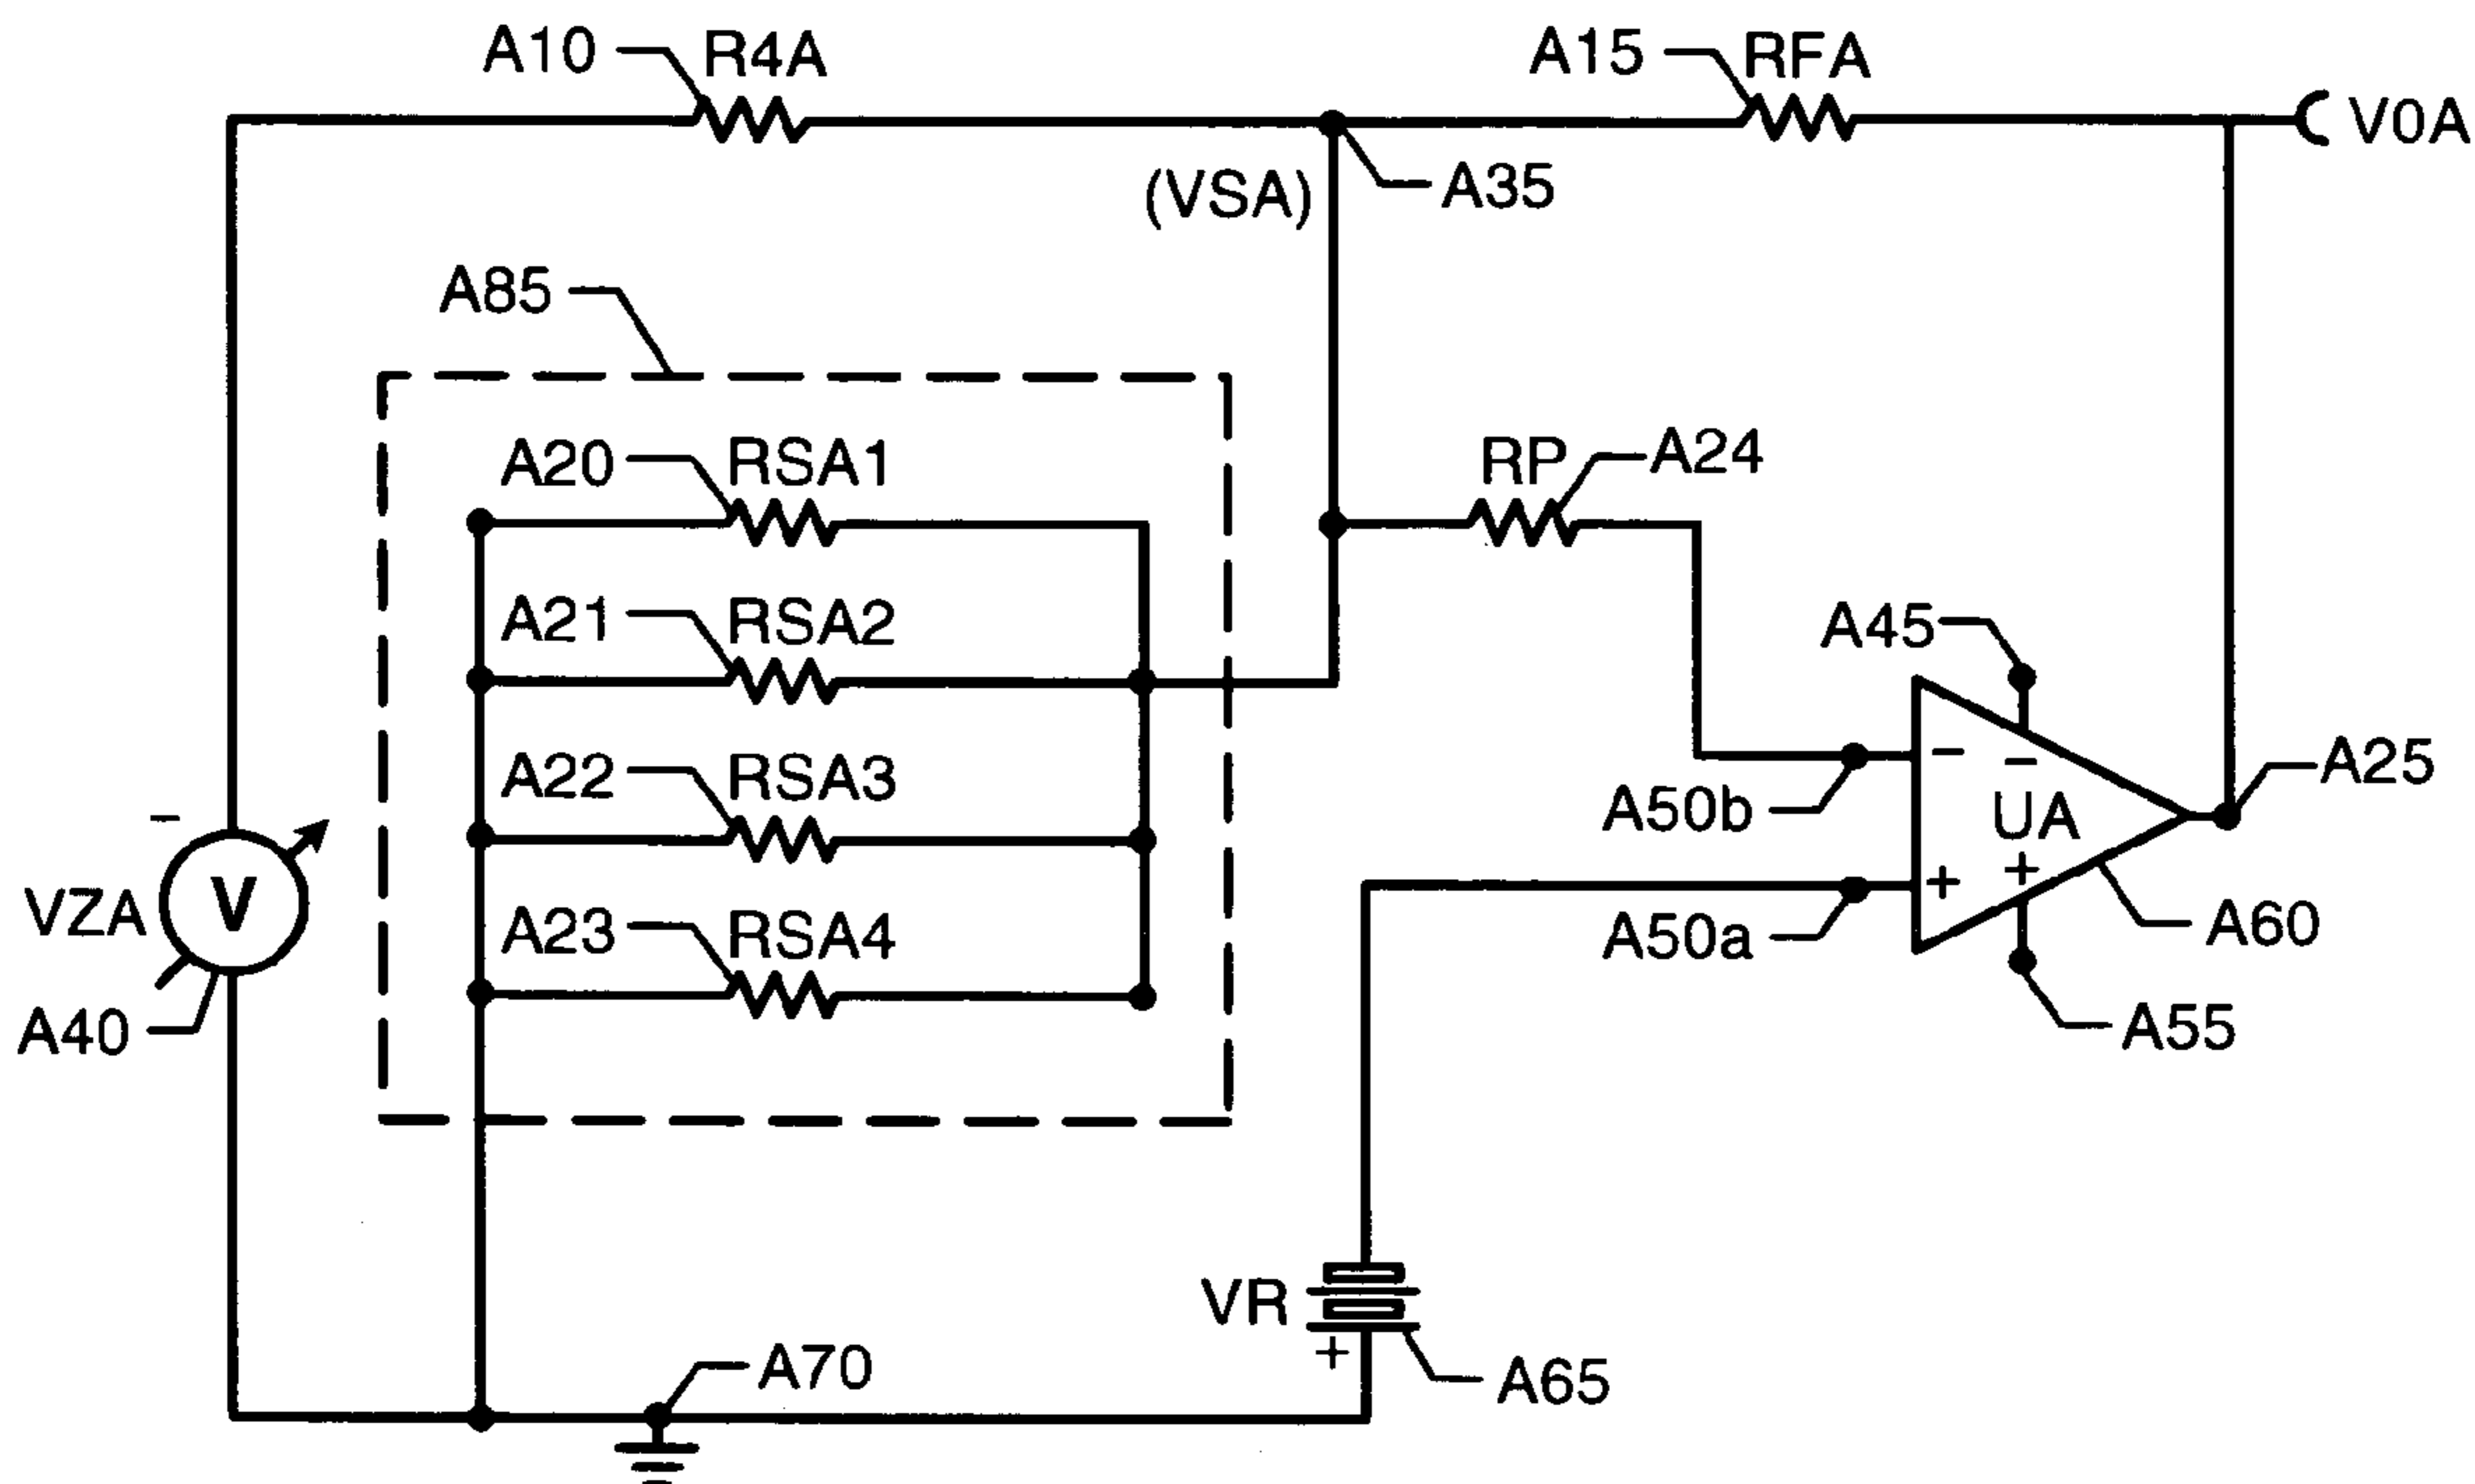 A10 R4A A15 RFA
V0A
(VSA) A35
A85
A20 RSA1 RP A24
A21 RSA2 A45
A22 RSA3 A25
− −
A50b UA
VZA V
−
+ +
A23 RSA4 A50a A60
A40 A55
VR
+
A70 A65